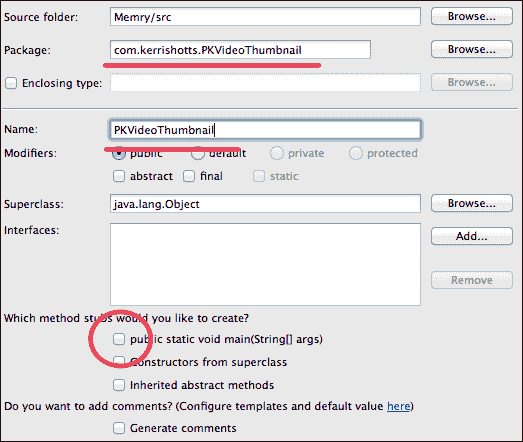 Source folder: Memry/src Browse...
Package: com.kerrishotts.PKVideoThumbnail Browse...
Enclosing type: Browse...
Name: PKVideoThumbnail
Modifiers: public default private protected
abstract final static
Superclass: java.lang.Object Browse...
Interfaces: Add...
Remove
Which method stubs would you like to create?
public static void main(String[] args)
Constructors from superclass
Inherited abstract methods
Do you want to add comments? (Configure templates and default value here)
Generate comments